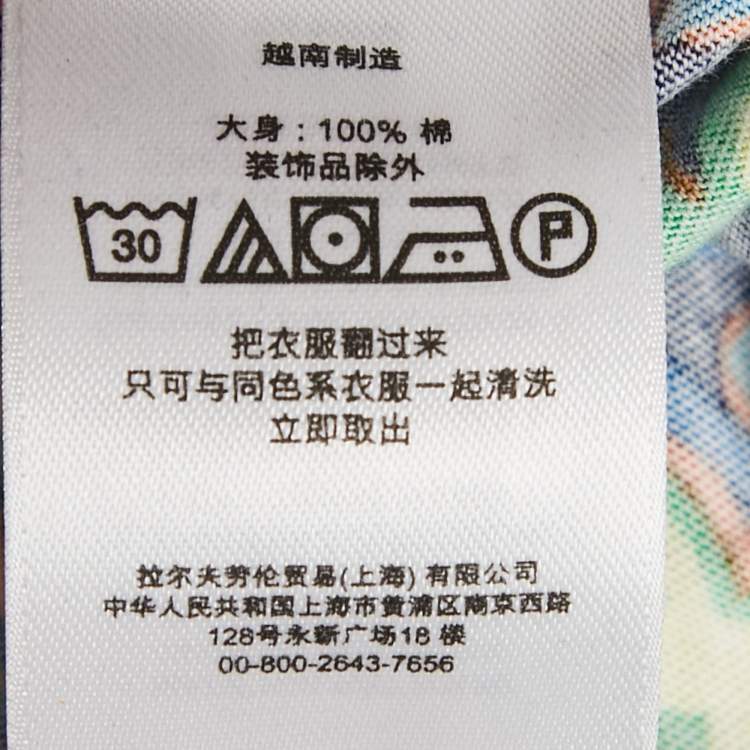 越南制造
大身 : 100% 棉
装饰品除外
30
P
把衣服翻过来
只可与同色系衣服一起清洗
立即取出
拉尔夫劳伦贸易(上海) 有限公司
中华人民共和国上海市黄浦区南京西路
128号永新广场18 楼
00-800-2643-7656